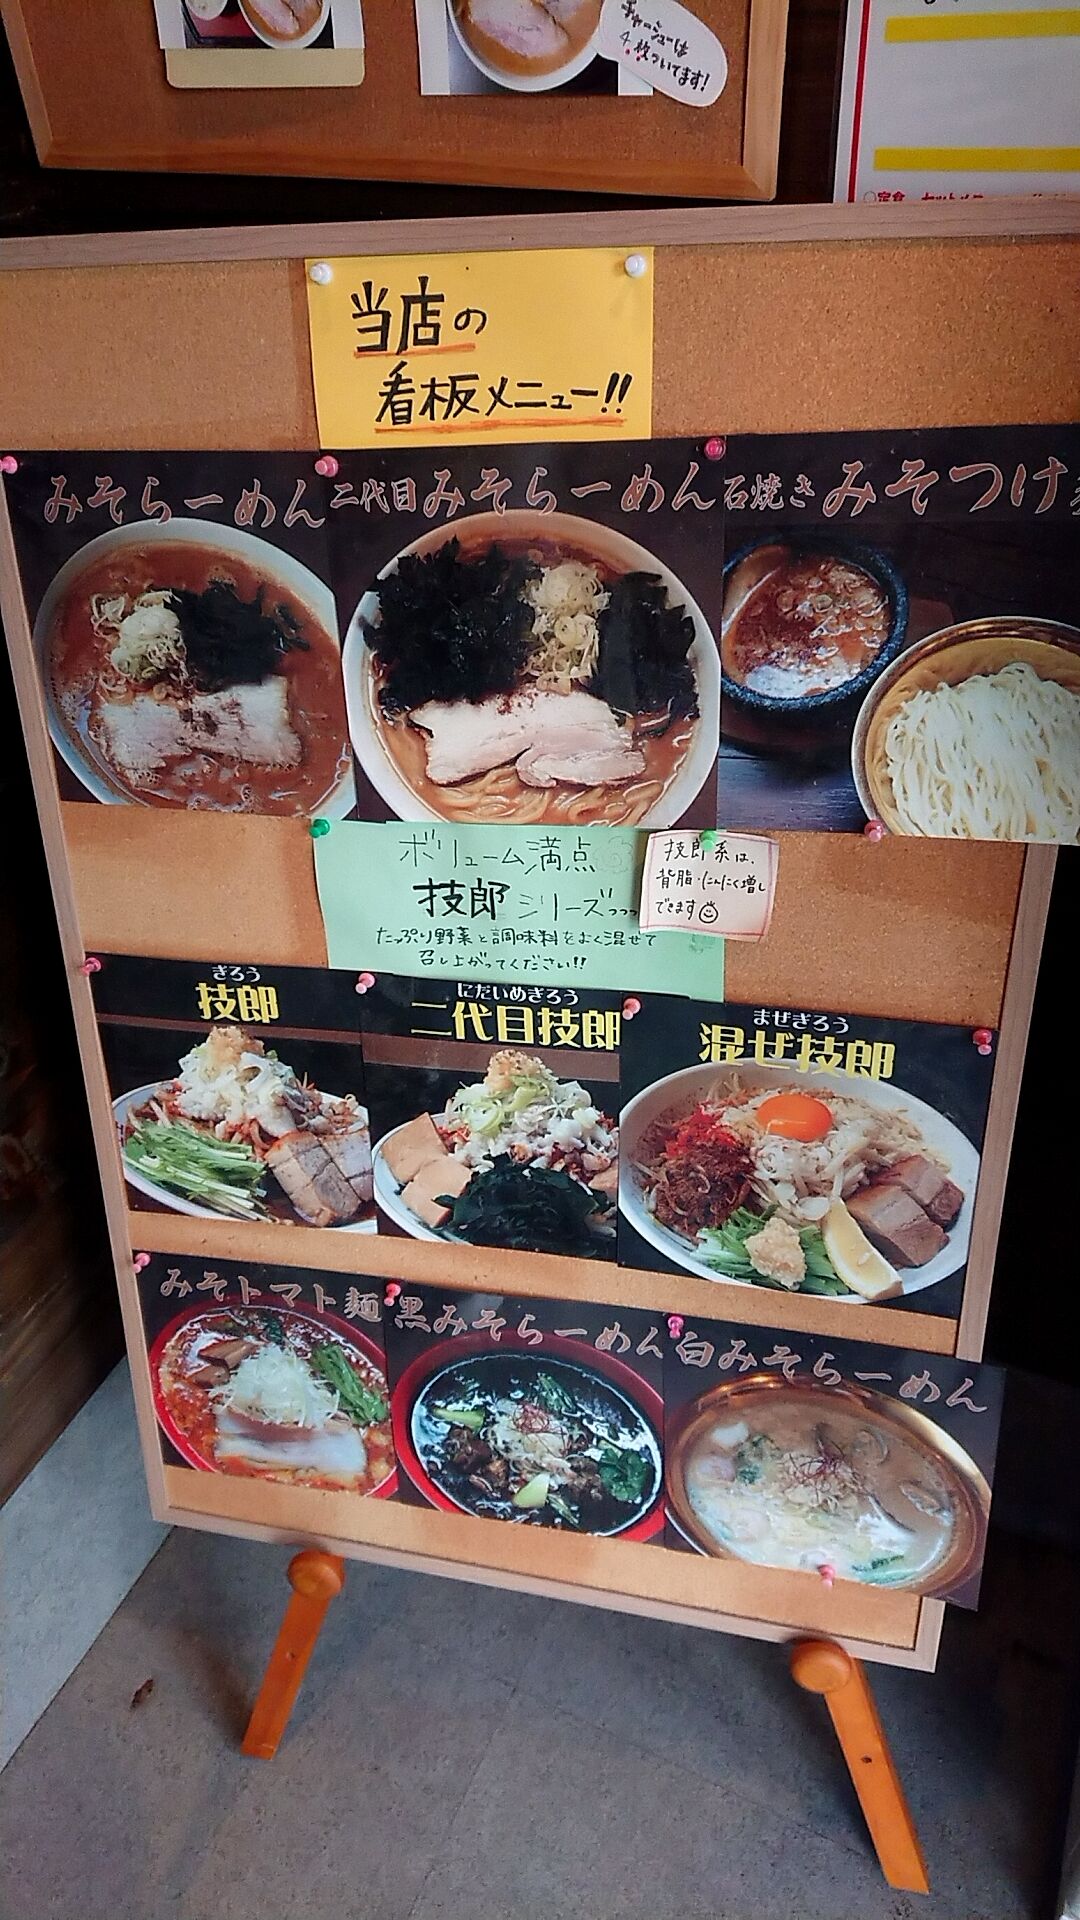 チャーシューは
4枚ついてます!
当店の
看板メニュー!!
みそらーめん
二代目みそらーめん
石焼きみそつけ
ボリューム満点
技郎シリーズ
たっぷり野菜と調味料をよく混ぜて
召し上がってください!!
技郎系は、
背脂・にんにく増し
できます
ぎろう
技郎
にだいめぎろう
二代目技郎
まぜぎろう
混ぜ技郎
みそトマト麺
黒みそらーめん
白みそらーめん